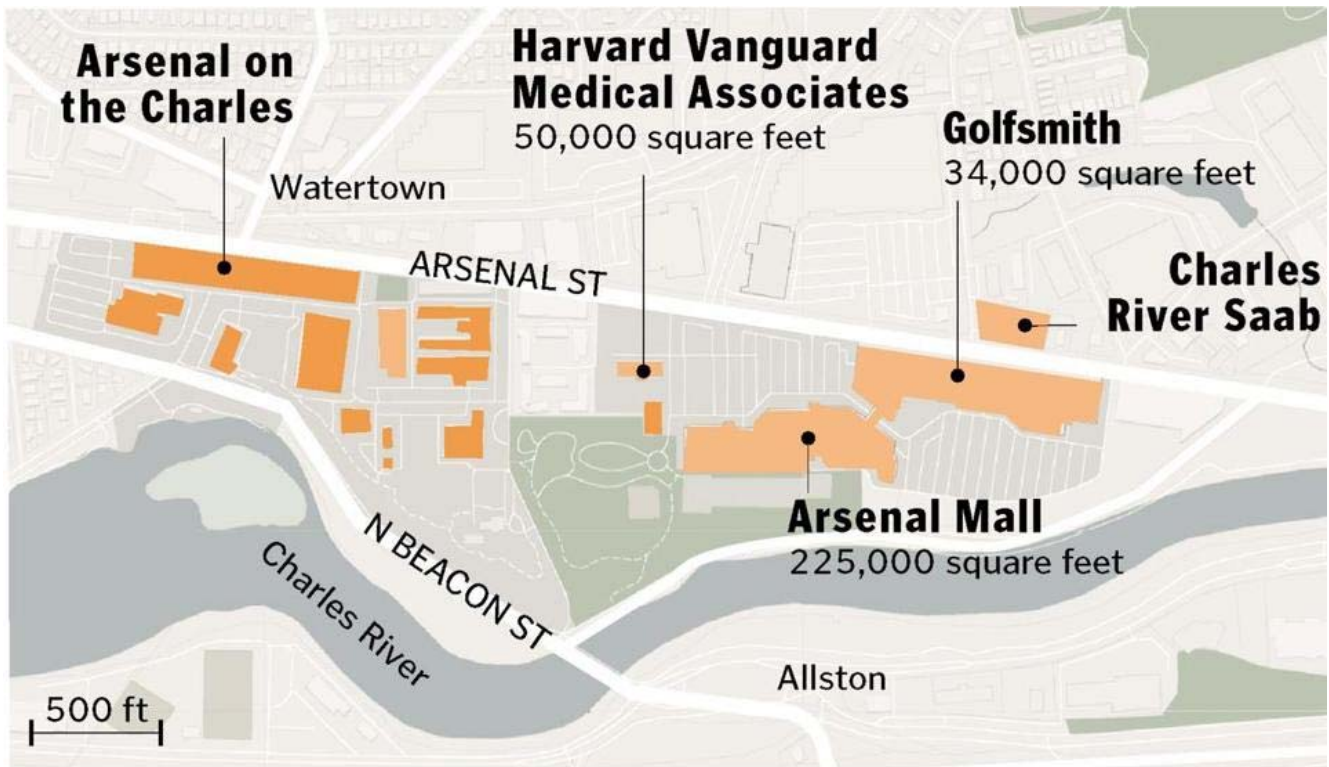 Arsenal on
the Charles
Harvard Vanguard
Medical Associates
50,000 square feet
Golfsmith
34,000 square feet
Watertown
ARSENAL ST
Charles
River Saab
Arsenal Mall
225,000 square feet
N BEACON ST
Charles River
Allston
500 ft